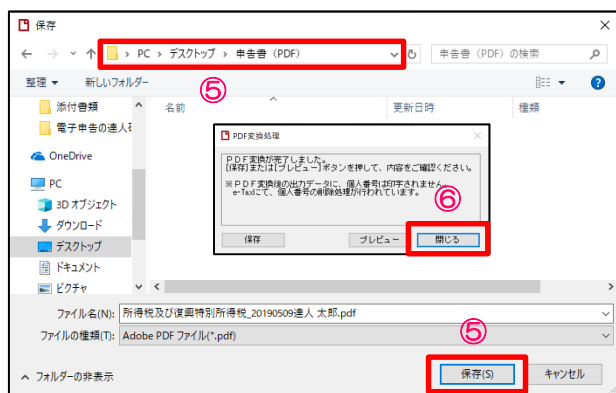 保存
PC › デスクトップ › 申告書 (PDF)
申告書 (PDF) の検索
⑤
整理 新しいフォルダー
名前 更新日時 種類
添付書類
電子申告の達人
OneDrive
PC
3D オブジェクト
ダウンロード
デスクトップ
ドキュメント
ピクチャ
PDF変換処理
PDF変換が完了しました。
[保存]または[プレビュー]ボタンを押して、内容をご確認ください。
※PDF変換後の出力データに、個人番号は印字されません。
e-Taxにて、個人番号の削除処理が行われています。
⑥
保存 プレビュー 閉じる
ファイル名(N): 所得税及び復興特別所得税_20190509達人 太郎.pdf
ファイルの種類(T): Adobe PDF ファイル(*.pdf)
⑤
フォルダーの非表示 保存(S) キャンセル